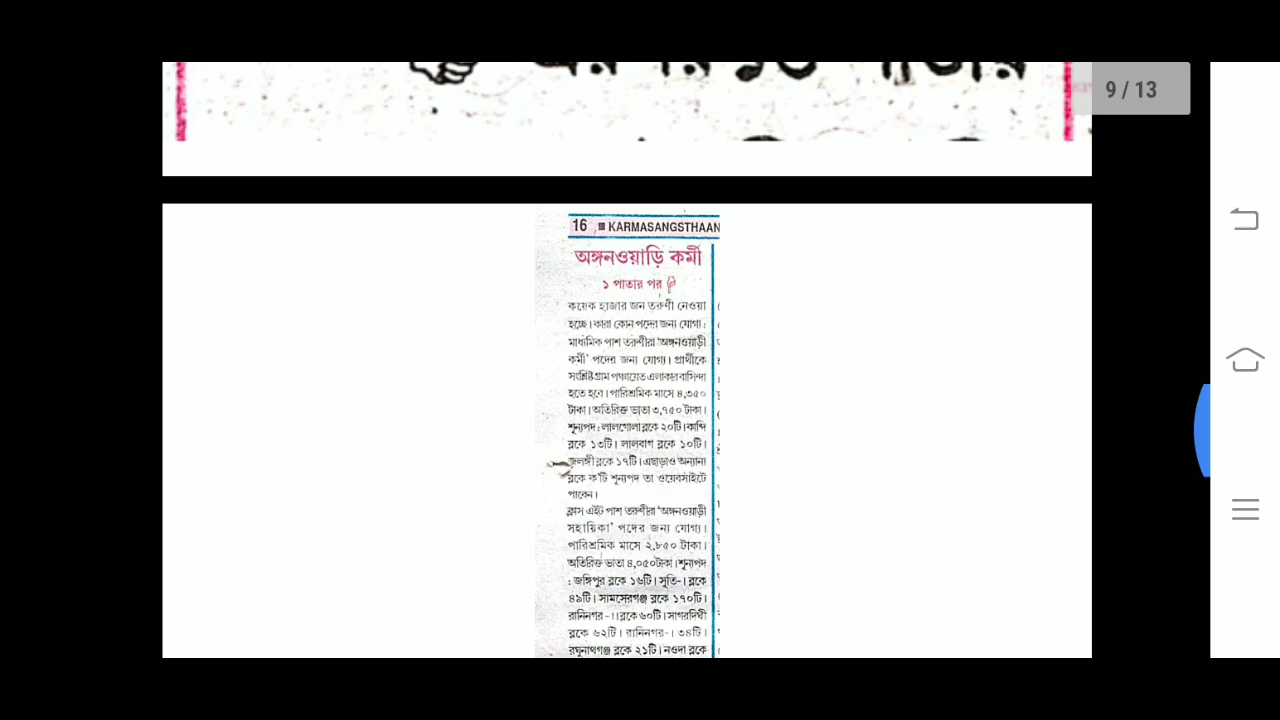 9 / 13
16 ■ KARMASANGSTHAAN
অঙ্গনওয়াড়ি কর্মী
১ পাতার পর
কয়েক হাজার জন তরুণী নেওয়া
হচ্ছে। কারা কোন পদের জন্য যোগ্য :
মাধ্যমিক পাশ তরুণীরা 'অঙ্গনওয়াড়ী
কর্মী' পদের জন্য যোগ্য। প্রার্থীকে
সংশ্লিষ্ট গ্রাম পঞ্চায়েত এলাকার বাসিন্দা
হতে হবে। পারিশ্রমিক মাসে ৪,৩৫০
টাকা। অতিরিক্ত ভাতা ৩,৭৫০ টাকা।
শূন্যপদ : লালগোলা ব্লকে ২০টি। কান্দি
ব্লকে ১৩টি। লালবাগ ব্লকে ১০টি।
জলঙ্গী ব্লকে ১৭টি। এছাড়াও অন্যান্য
ব্লকে ক'টি শূন্যপদ তা ওয়েবসাইটে
পাবেন।
ক্লাস এইট পাশ তরুণীরা 'অঙ্গনওয়াড়ী
সহায়িকা' পদের জন্য যোগ্য।
পারিশ্রমিক মাসে ২,৮৫০ টাকা।
অতিরিক্ত ভাতা ৪,০৫০ টাকা। শূন্যপদ
: জঙ্গিপুর ব্লকে ১৬টি। সুতি-। ব্লকে
৪৯টি। সামসেরগঞ্জ ব্লকে ১৭০টি।
রানিনগর -।। ব্লকে ৬০টি। সাগরদিঘী
ব্লকে ৬২টি। রানিনগর-। ৩৪টি।
রঘুনাথগঞ্জ ব্লকে ২১টি। নওদা ব্লকে